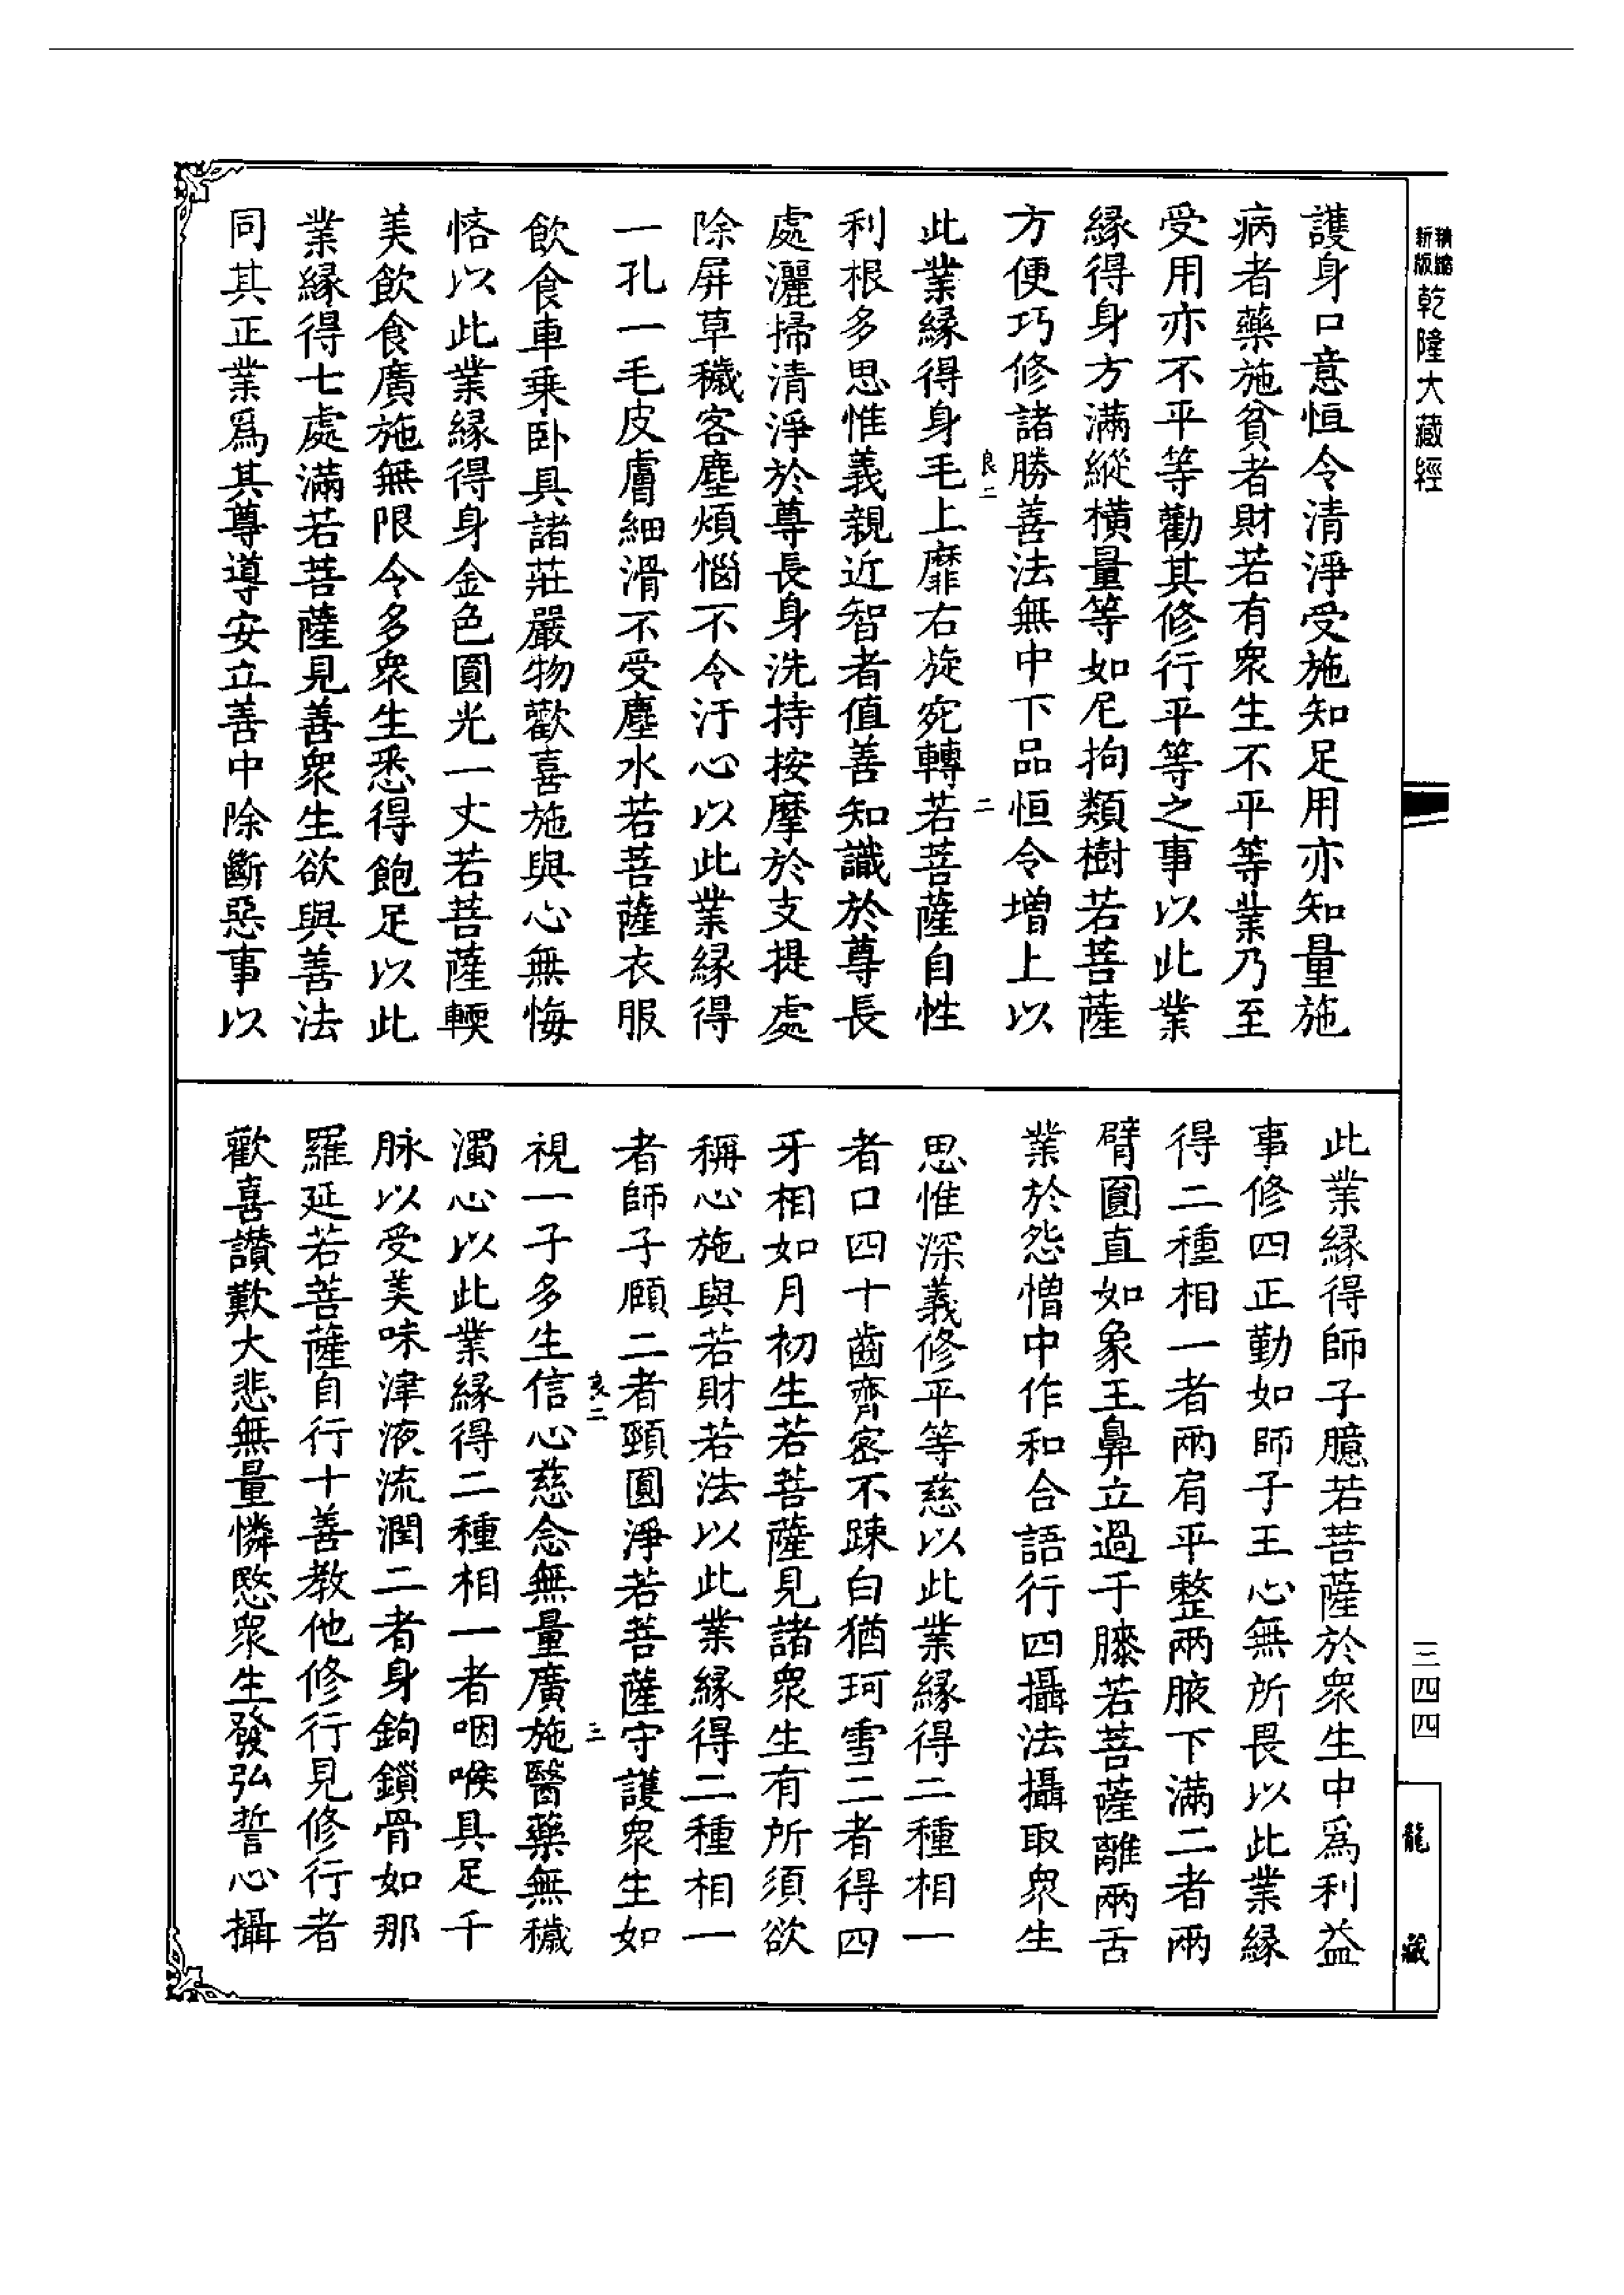 精縮新版乾隆大藏經
護身口意恒令清淨受施知足用亦知量施
病者藥施貧者財若有衆生不平等業乃至
受用亦不平等勸其修行平等之事以此業
緣得身方滿縱橫量等如尼拘類樹若菩薩
方便巧修諸勝善法無中下品恒令增上以
此業緣得身毛上靡右旋宛轉若菩薩自性
利根多思惟義親近智者值善知識於尊長
處灑掃清淨於尊長身洗持按摩於支提處
除屏草穢客塵煩惱不令汙心以此業緣得
一孔一毛皮膚細滑不受塵水若菩薩衣服
飲食車乘卧具諸莊嚴物歡喜施與心無悔
悋以此業緣得身金色圓光一丈若菩薩輭
美飲食廣施無限令多衆生悉得飽足以此
業緣得七處滿若菩薩見善衆生欲與善法
同其正業爲其尊導安立善中除斷惡事以
此業緣得師子臆若菩薩於衆生中爲利益
事修四正勤如師子王心無所畏以此業緣
得二種相一者兩肩平整兩腋下滿二者兩
臂圓直如象王鼻立過于膝若菩薩離兩舌
業於怨憎中作和合語行四攝法攝取衆生
思惟深義修平等慈以此業緣得二種相一
者口四十齒齊密不踈白猶珂雪二者得四
牙相如月初生若菩薩見諸衆生有所須欲
稱心施與若財若法以此業緣得二種相一
者師子頤二者頸圓淨若菩薩守護衆生如
視一子多生信心慈念無量廣施醫藥無穢
濁心以此業緣得二種相一者咽喉具足千
脉以受美味津液流潤二者身鉤鎖骨如那
羅延若菩薩自行十善教他修行見修行者
歡喜讚歎大悲無量憐愍衆生發弘誓心攝
良二
二
良二
三
三四四
龍藏